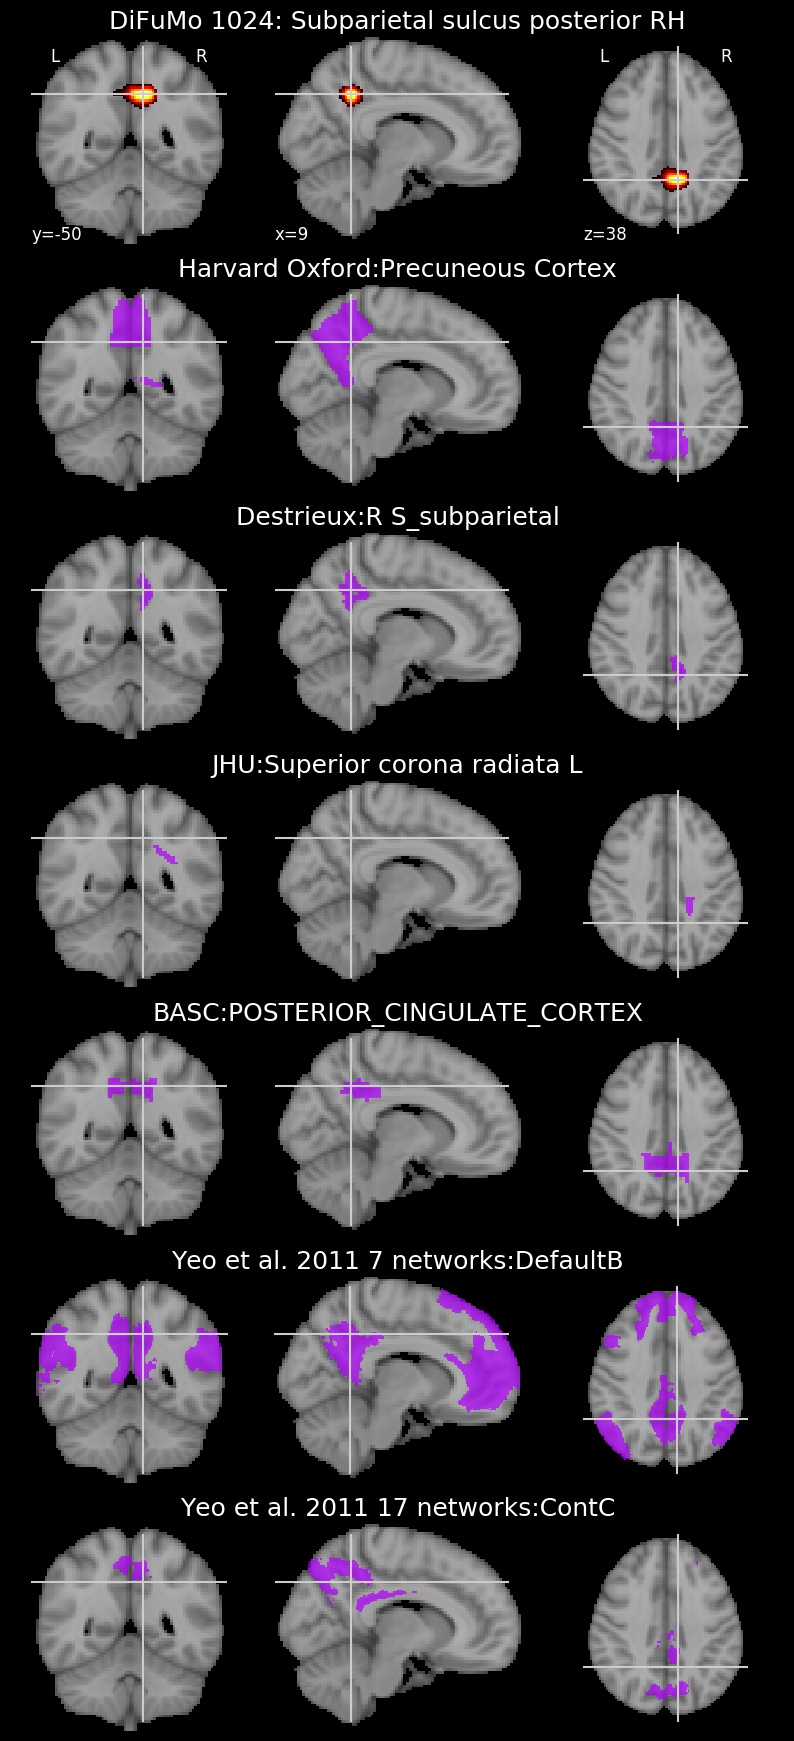 DiFuMo 1024: Subparietal sulcus posterior RH
L R L R
y=-50 x=9 z=38
Harvard Oxford:Precuneous Cortex
Destrieux:R S_subparietal
JHU:Superior corona radiata L
BASC:POSTERIOR_CINGULATE_CORTEX
Yeo et al. 2011 7 networks:DefaultB
Yeo et al. 2011 17 networks:ContC